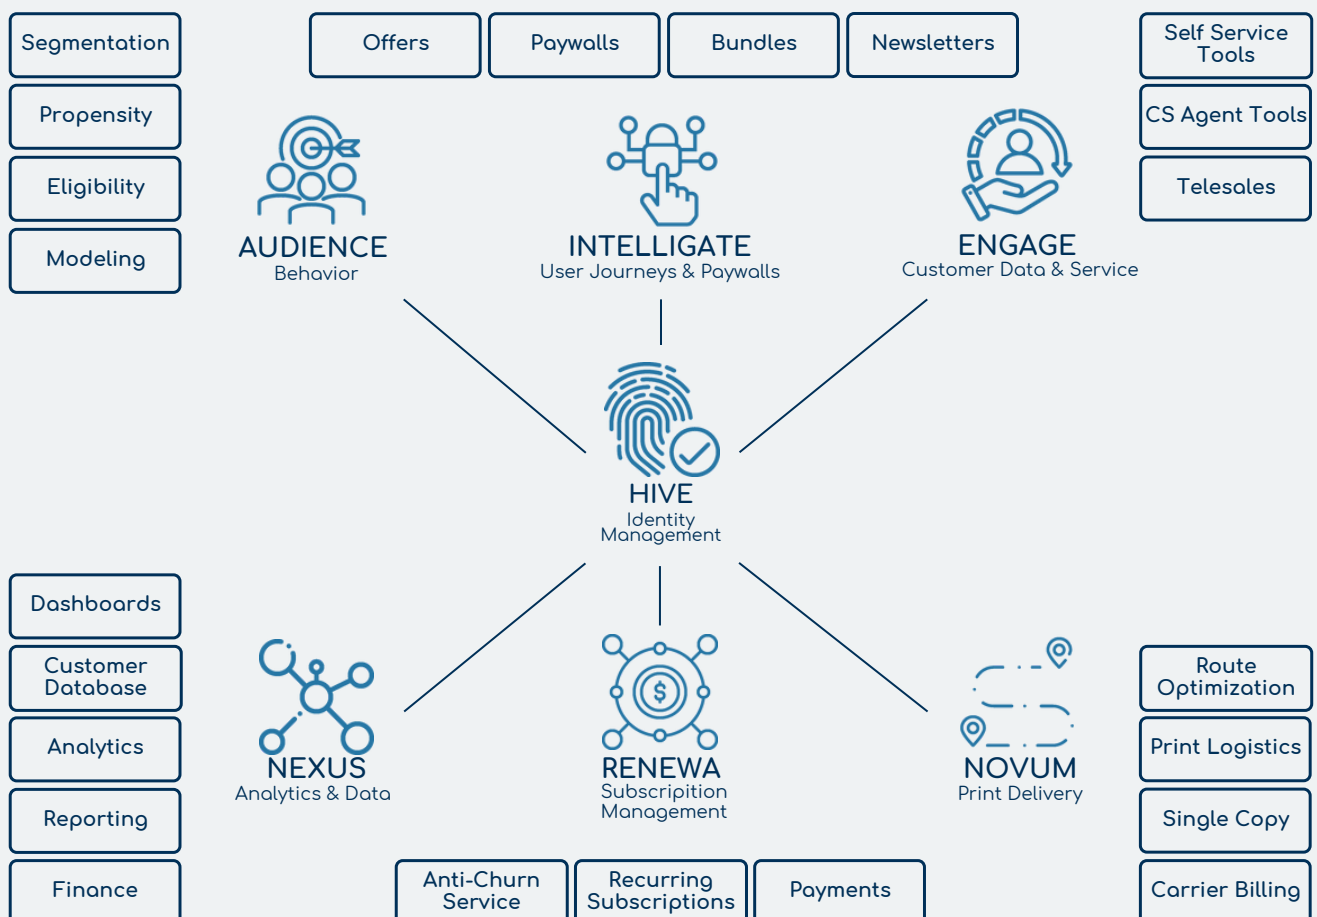 Segmentation
Propensity
Eligibility
Modeling
Offers
Paywalls
Bundles
Newsletters
Self Service
Tools
CS Agent Tools
Telesales
AUDIENCE
Behavior
INTELLIGATE
User Journeys & Paywalls
ENGAGE
Customer Data & Service
HIVE
Identity
Management
Dashboards
Customer
Database
Analytics
Reporting
Finance
NEXUS
Analytics & Data
$
RENEWA
Subscripition
Management
NOVUM
Print Delivery
Route
Optimization
Print Logistics
Single Copy
Carrier Billing
Anti-Churn
Service
Recurring
Subscriptions
Payments